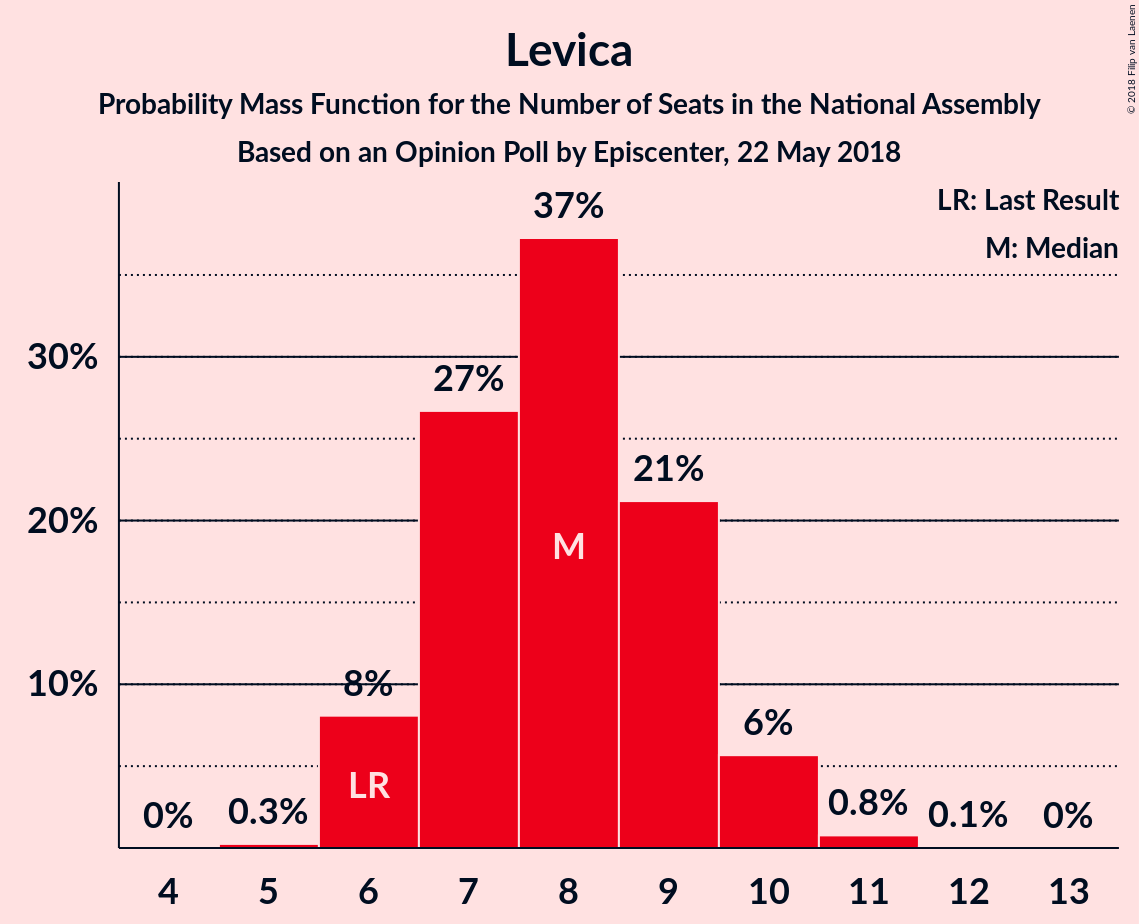 Levica
Probability Mass Function for the Number of Seats in the National Assembly
Based on an Opinion Poll by Episcenter, 22 May 2018
© 2018 Filip van Laenen
LR: Last Result
M: Median
37%
30%
27%
21%
20%
M
10%
8%
6%
LR
0%
0.3%
0.8%
0.1%
0%
4 5 6 7 8 9 10 11 12 13